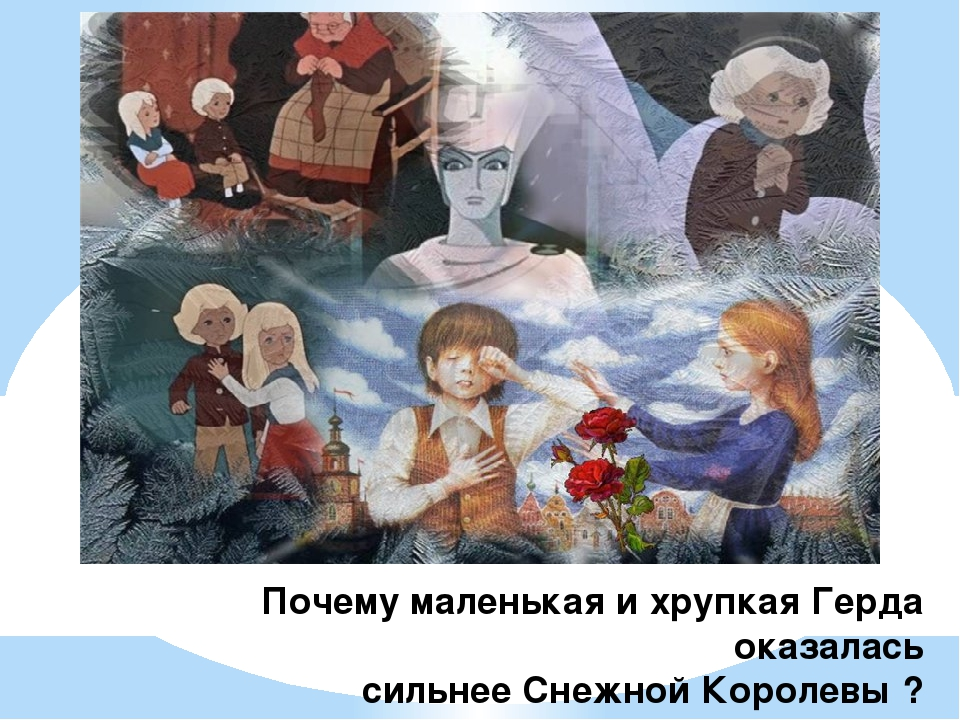 Почему маленькая и хрупкая Герда
оказалась
сильнее Снежной Королевы ?